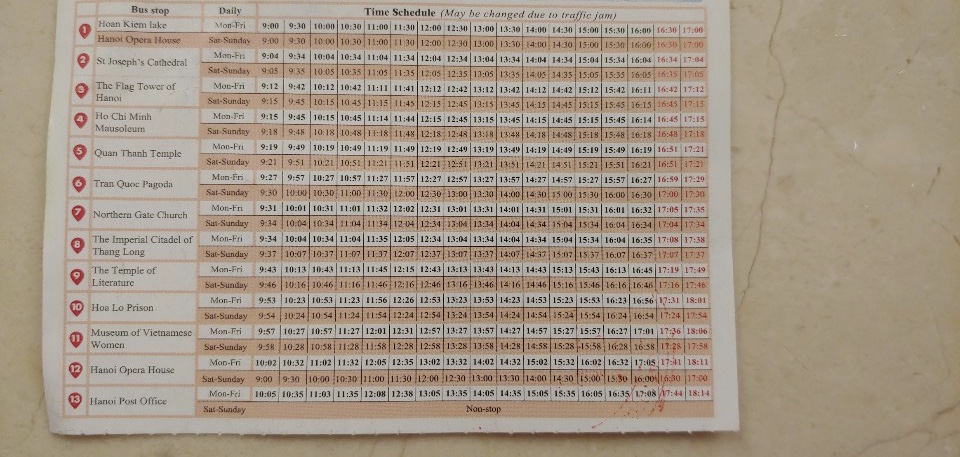 Bus stop Daily Time Schedule (May be changed due to traffic jam)
1 Hoan Kiem lake Mon-Fri 9:00 9:30 10:00 10:30 11:00 11:30 12:00 12:30 13:00 13:30 14:00 14:30 15:00 15:30 16:00 16:30 17:00
Hanoi Opera House Sat-Sunday 9:00 9:30 10:00 10:30 11:00 11:30 12:00 12:30 13:00 13:30 14:00 14:30 15:00 15:30 16:00 16:30 17:00
2 St Joseph's Cathedral Mon-Fri 9:04 9:34 10:04 10:34 11:04 11:34 12:04 12:34 13:04 13:34 14:04 14:34 15:04 15:34 16:04 16:34 17:04
Sat-Sunday 9:05 9:35 10:05 10:35 11:05 11:35 12:05 12:35 13:05 13:35 14:05 14:35 15:05 15:35 16:05 16:35 17:05
3 The Flag Tower of Hanoi Mon-Fri 9:12 9:42 10:12 10:42 11:11 11:41 12:12 12:42 13:12 13:42 14:12 14:42 15:12 15:42 16:11 16:42 17:12
Sat-Sunday 9:15 9:45 10:15 10:45 11:15 11:45 12:15 12:45 13:15 13:45 14:15 14:45 15:15 15:45 16:15 16:45 17:15
4 Ho Chi Minh Mausoleum Mon-Fri 9:15 9:45 10:15 10:45 11:14 11:44 12:15 12:45 13:15 13:45 14:15 14:45 15:15 15:45 16:14 16:45 17:15
Sat-Sunday 9:18 9:48 10:18 10:48 11:18 11:48 12:18 12:48 13:18 13:48 14:18 14:48 15:18 15:48 16:18 16:48 17:18
5 Quan Thanh Temple Mon-Fri 9:19 9:49 10:19 10:49 11:19 11:49 12:19 12:49 13:19 13:49 14:19 14:49 15:19 15:49 16:19 16:51 17:21
Sat-Sunday 9:21 9:51 10:21 10:51 11:21 11:51 12:21 12:51 13:21 13:51 14:21 14:51 15:21 15:51 16:21 16:51 17:21
6 Tran Quoc Pagoda Mon-Fri 9:27 9:57 10:27 10:57 11:27 11:57 12:27 12:57 13:27 13:57 14:27 14:57 15:27 15:57 16:27 16:59 17:29
Sat-Sunday 9:30 10:00 10:30 11:00 11:30 12:00 12:30 13:00 13:30 14:00 14:30 15:00 15:30 16:00 16:30 17:00 17:30
7 Northern Gate Church Mon-Fri 9:31 10:01 10:31 11:01 11:32 12:02 12:31 13:01 13:31 14:01 14:31 15:01 15:31 16:01 16:32 17:05 17:35
Sat-Sunday 9:34 10:04 10:34 11:04 11:34 12:04 12:34 13:04 13:34 14:04 14:34 15:04 15:34 16:04 16:34 17:04 17:34
8 The Imperial Citadel of Thang Long Mon-Fri 9:34 10:04 10:34 11:04 11:35 12:05 12:34 13:04 13:34 14:04 14:34 15:04 15:34 16:04 16:35 17:08 17:38
Sat-Sunday 9:37 10:07 10:37 11:07 11:37 12:07 12:37 13:07 13:37 14:07 14:37 15:07 15:37 16:07 16:37 17:07 17:37
9 The Temple of Literature Mon-Fri 9:43 10:13 10:43 11:13 11:45 12:15 12:43 13:13 13:43 14:13 14:43 15:13 15:43 16:13 16:45 17:19 17:49
Sat-Sunday 9:46 10:16 10:46 11:16 11:46 12:16 12:46 13:16 13:46 14:16 14:46 15:16 15:46 16:16 16:46 17:16 17:46
10 Hoa Lo Prison Mon-Fri 9:53 10:23 10:53 11:23 11:56 12:26 12:53 13:23 13:53 14:23 14:53 15:23 15:53 16:23 16:56 17:31 18:01
Sat-Sunday 9:54 10:24 10:54 11:24 11:54 12:24 12:54 13:24 13:54 14:24 14:54 15:24 15:54 16:24 16:54 17:24 17:54
11 Museum of Vietnamese Women Mon-Fri 9:57 10:27 10:57 11:27 12:01 12:31 12:57 13:27 13:57 14:27 14:57 15:27 15:57 16:27 17:01 17:36 18:06
Sat-Sunday 9:58 10:28 10:58 11:28 11:58 12:28 12:58 13:28 13:58 14:28 14:58 15:28 15:58 16:28 16:58 17:28 17:58
12 Hanoi Opera House Mon-Fri 10:02 10:32 11:02 11:32 12:05 12:35 13:02 13:32 14:02 14:32 15:02 15:32 16:02 16:32 17:05 17:41 18:11
Sat-Sunday 9:00 9:30 10:00 10:30 11:00 11:30 12:00 12:30 13:00 13:30 14:00 14:30 15:00 15:30 16:00 16:30 17:00
13 Hanoi Post Office Mon-Fri 10:05 10:35 11:03 11:35 12:08 12:38 13:05 13:35 14:05 14:35 15:05 15:35 16:05 16:35 17:08 17:44 18:14
Sat-Sunday Non-stop